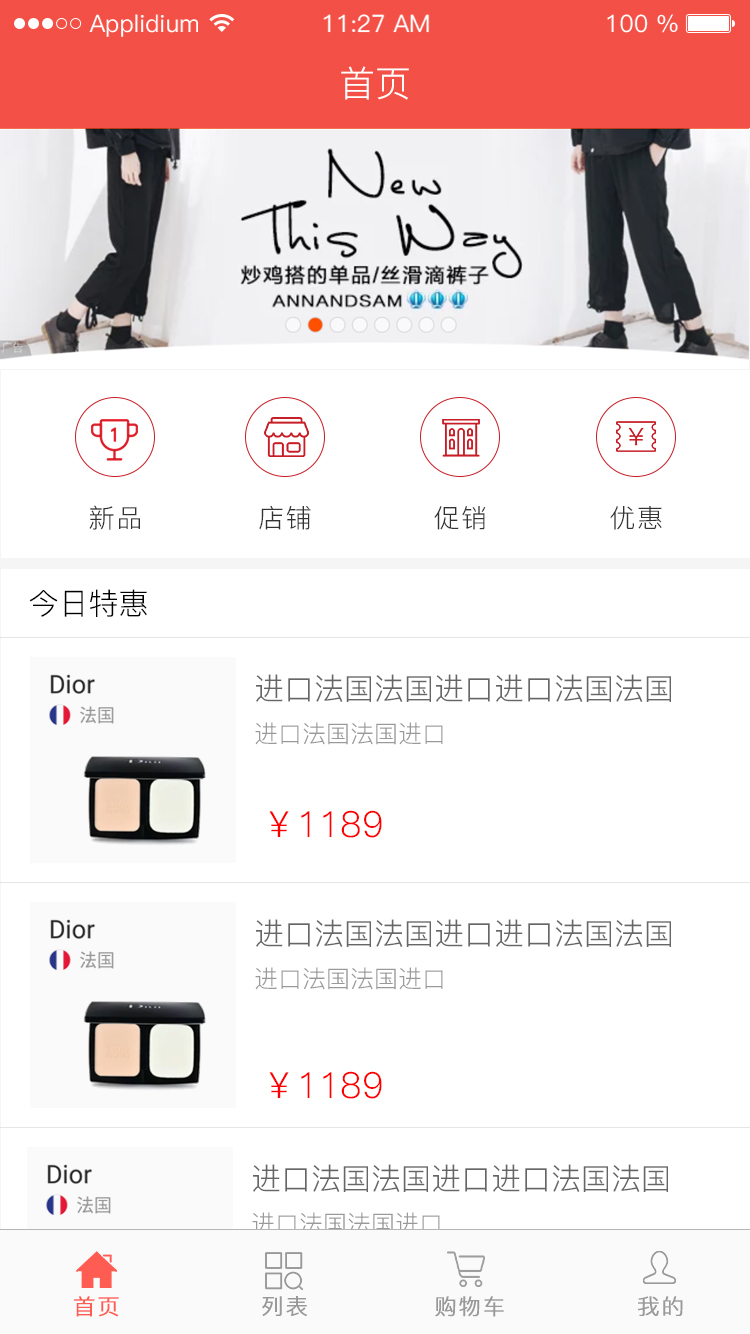 Applidium 11:27 AM 100 %
首页
New
This Way
炒鸡搭的单品/丝滑滴裤子
ANNANDSAM
广告
1 ¥
新品 店铺 促销 优惠
今日特惠
Dior
法国
进口法国法国进口进口法国法国
进口法国法国进口
¥ 1189
Dior
法国
进口法国法国进口进口法国法国
进口法国法国进口
¥ 1189
Dior
法国
进口法国法国进口进口法国法国
进口法国法国进口
首页 列表 购物车 我的